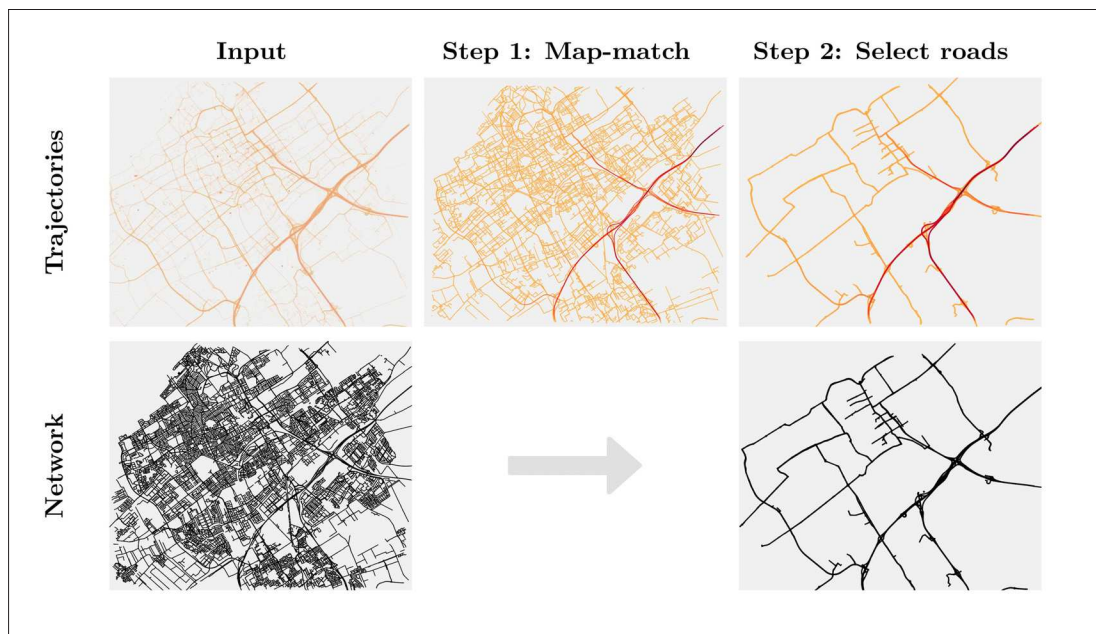 Input
Step 1: Map-match
Step 2: Select roads
Trajectories
Network